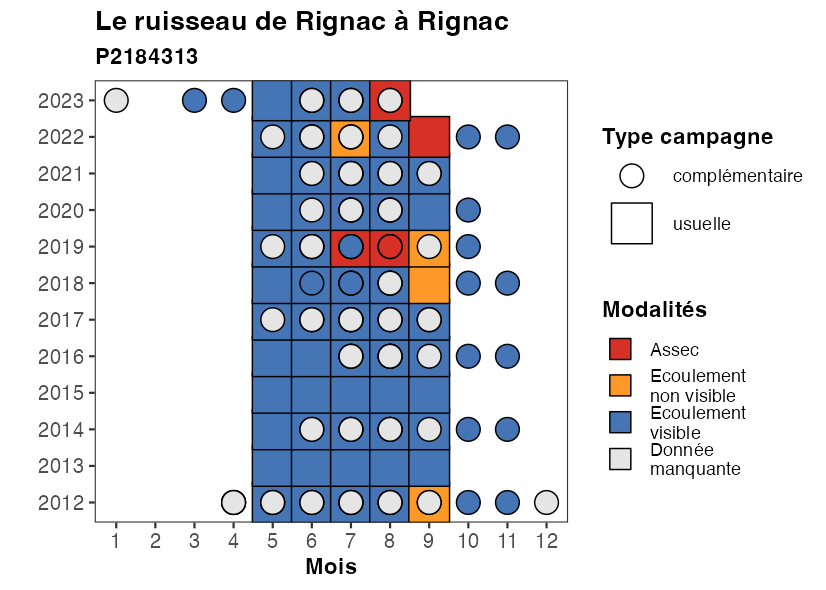 Le ruisseau de Rignac à Rignac
P2184313
2023
2022
2021
2020
2019
2018
2017
2016
2015
2014
2013
2012
1 2 3 4 5 6 7 8 9 10 11 12
Mois
Type campagne
complémentaire
usuelle
Modalités
Assec
Ecoulement
non visible
Ecoulement
visible
Donnée
manquante